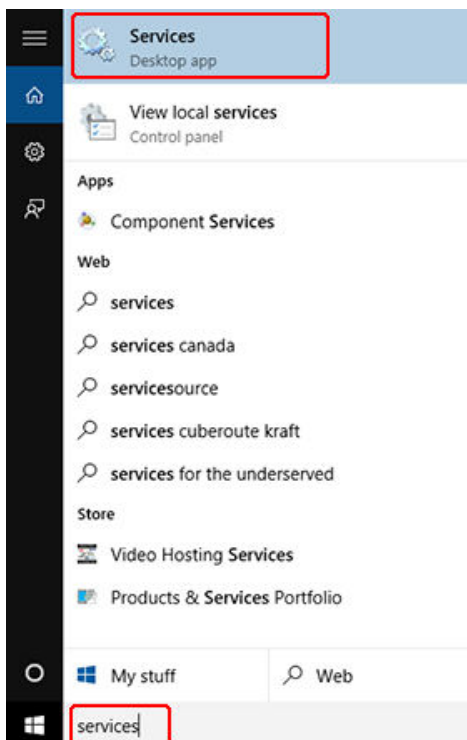 Services
Desktop app
View local services
Control panel
Apps
Component Services
Web
services
services canada
servicesource
services cuberoute kraft
services for the underserved
Store
Video Hosting Services
Products & Services Portfolio
My stuff
Web
services